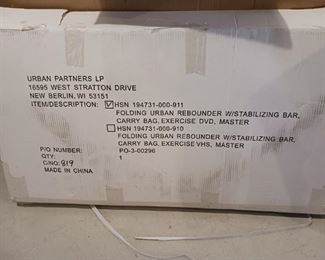 URBAN PARTNERS LP
16595 WEST STRATTON DRIVE
NEW BERLIN, WI 53151
ITEM/DESCRIPTION: ☑HSN 194731-000-911
FOLDING URBAN REBOUNDER W/STABILIZING BAR,
CARRY BAG, EXERCISE DVD, MASTER
☐HSN 194731-000-910
FOLDING URBAN REBOUNDER W/STABILIZING BAR,
CARRY BAG, EXERCISE VHS, MASTER
P/O NUMBER: PO-3-00296
QTY: 1
C/NO: 819
MADE IN CHINA